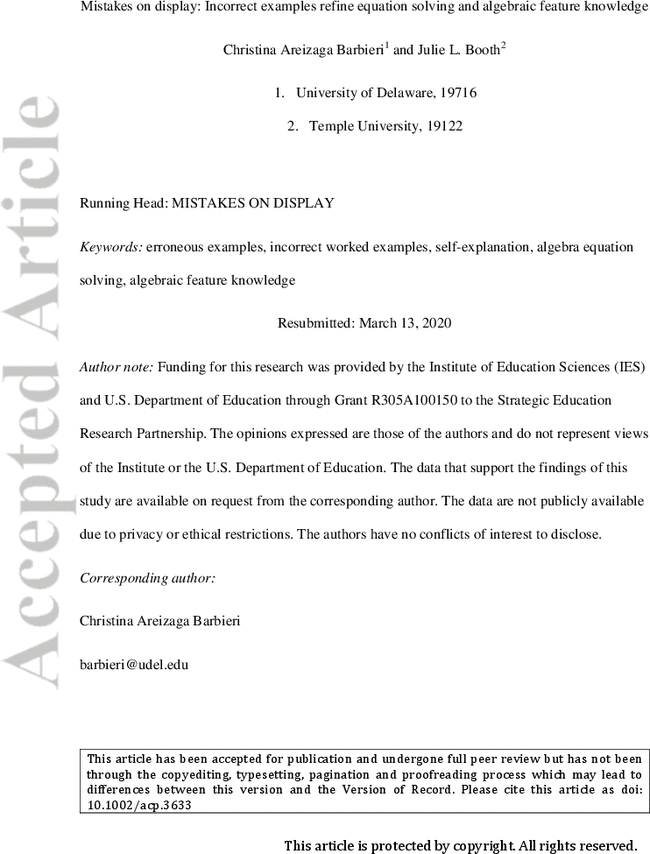 Mistakes on display: Incorrect examples refine equation solving and algebraic feature knowledge
Christina Areizaga Barbieri1 and Julie L. Booth2
1. University of Delaware, 19716
2. Temple University, 19122
Running Head: MISTAKES ON DISPLAY
Keywords: erroneous examples, incorrect worked examples, self-explanation, algebra equation
solving, algebraic feature knowledge
Resubmitted: March 13, 2020
Author note: Funding for this research was provided by the Institute of Education Sciences (IES)
and U.S. Department of Education through Grant R305A100150 to the Strategic Education
Research Partnership. The opinions expressed are those of the authors and do not represent views
of the Institute or the U.S. Department of Education. The data that support the findings of this
study are available on request from the corresponding author. The data are not publicly available
due to privacy or ethical restrictions. The authors have no conflicts of interest to disclose.
Corresponding author:
Christina Areizaga Barbieri
barbieri@udel.edu
Accepted Article
This article has been accepted for publication and undergone full peer review but has not been
through the copyediting, typesetting, pagination and proofreading process which may lead to
differences between this version and the Version of Record. Please cite this article as doi:
10.1002/acp.3633
This article is protected by copyright. All rights reserved.